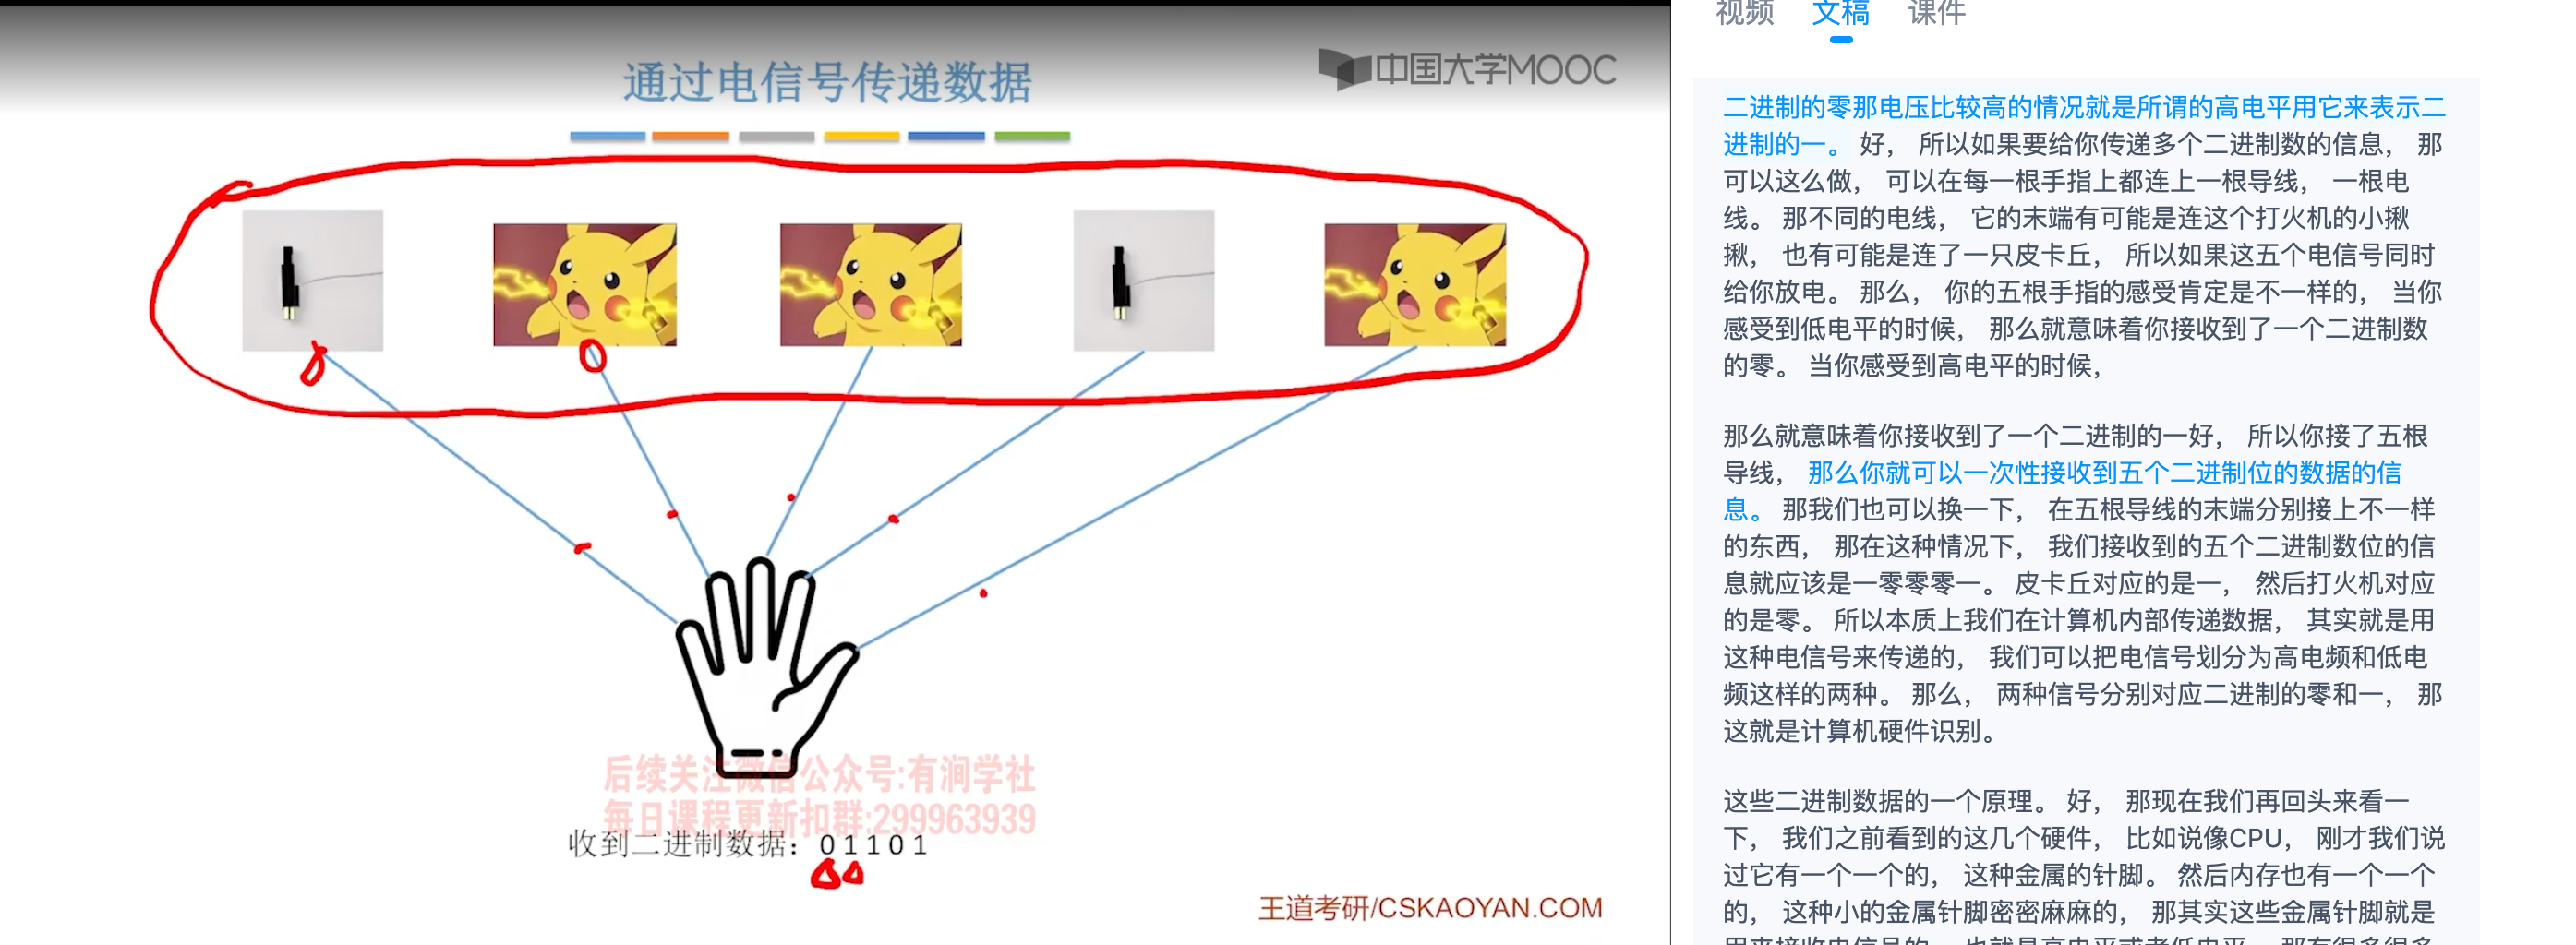 通过电信号传递数据
中国大学MOOC
后续关注微信公众号:有涧学社
每日课程更新扣群:299963939
收到二进制数据：01101
王道考研/CSKAOYAN.COM
视频 文稿 课件
二进制的零那电压比较高的情况就是所谓的高电平用它来表示二
进制的一。 好， 所以如果要给你传递多个二进制数的信息， 那
可以这么做， 可以在每一根手指上都连上一根导线， 一根电
线。 那不同的电线， 它的末端有可能是连这个打火机的小揪
揪， 也有可能是连了一只皮卡丘， 所以如果这五个电信号同时
给你放电。 那么， 你的五根手指的感受肯定是不一样的， 当你
感受到低电平的时候， 那么就意味着你接收到了一个二进制数
的零。 当你感受到高电平的时候，
那么就意味着你接收到了一个二进制的一好， 所以你接了五根
导线， 那么你就可以一次性接收到五个二进制位的数据的信
息。 那我们也可以换一下， 在五根导线的末端分别接上不一样
的东西， 那在这种情况下， 我们接收到的五个二进制数位的信
息就应该是一零零零一。 皮卡丘对应的是一， 然后打火机对应
的是零。 所以本质上我们在计算机内部传递数据， 其实就是用
这种电信号来传递的， 我们可以把电信号划分为高电频和低电
频这样的两种。 那么， 两种信号分别对应二进制的零和一， 那
这就是计算机硬件识别。
这些二进制数据的一个原理。 好， 那现在我们再回头来看一
下， 我们之前看到的这几个硬件， 比如说像CPU， 刚才我们说
过它有一个一个的， 这种金属的针脚。 然后内存也有一个一个
的， 这种小的金属针脚密密麻麻的， 那其实这些金属针脚就是